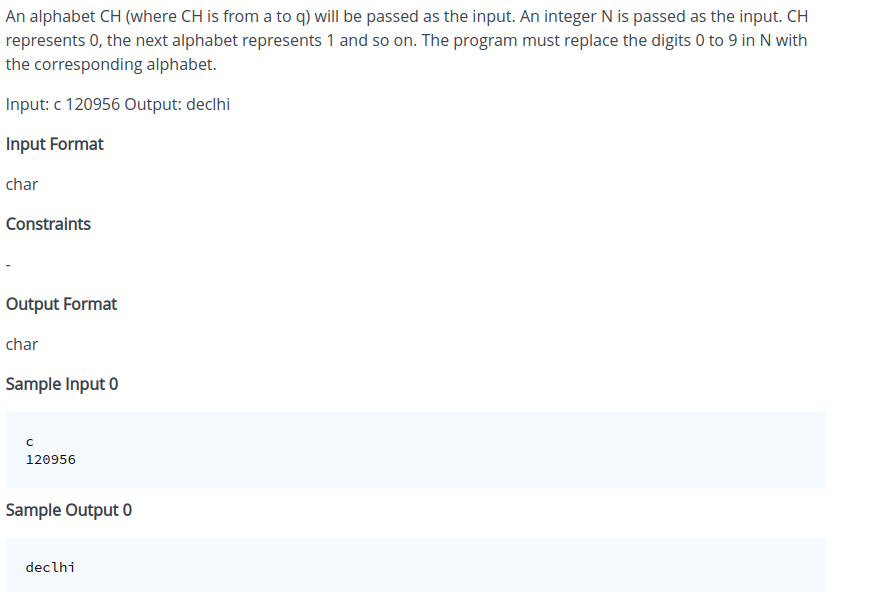 An alphabet CH (where CH is from a to q) will be passed as the input. An integer N is passed as the input. CH
represents 0, the next alphabet represents 1 and so on. The program must replace the digits 0 to 9 in N with
the corresponding alphabet.
Input: c 120956 Output: declhi
Input Format
char
Constraints
-
Output Format
char
Sample Input 0
c
120956
Sample Output 0
declhi